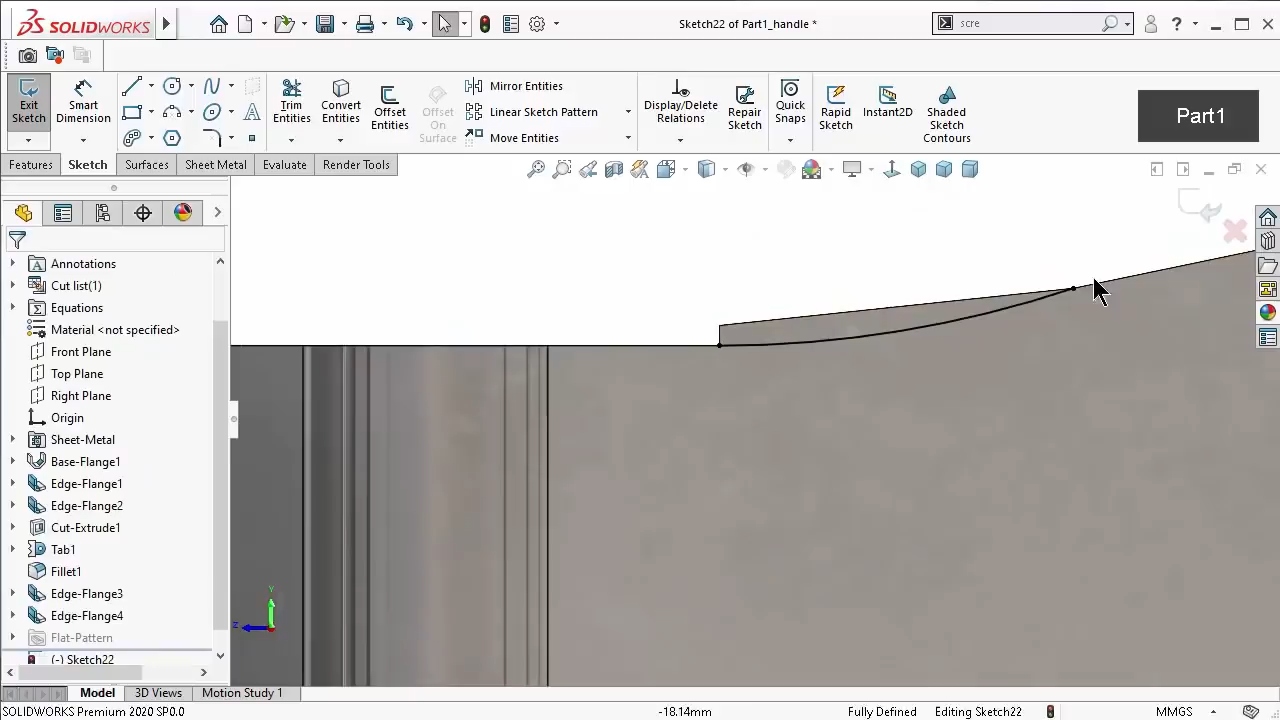 SOLIDWORKS
Sketch22 of Part1_handle *
scre
Exit Sketch
Smart Dimension
Trim Entities
Convert Entities
Offset Entities
Offset On Surface
Mirror Entities
Linear Sketch Pattern
Move Entities
Display/Delete Relations
Repair Sketch
Quick Snaps
Rapid Sketch
Instant2D
Shaded Sketch Contours
Part1
Features
Sketch
Surfaces
Sheet Metal
Evaluate
Render Tools
Annotations
Cut list(1)
Equations
Material <not specified>
Front Plane
Top Plane
Right Plane
Origin
Sheet-Metal
Base-Flange1
Edge-Flange1
Edge-Flange2
Cut-Extrude1
Tab1
Fillet1
Edge-Flange3
Edge-Flange4
Flat-Pattern
(-) Sketch22
Y
Z
Model
3D Views
Motion Study 1
SOLIDWORKS Premium 2020 SP0.0
-18.14mm
Fully Defined
Editing Sketch22
MMGS